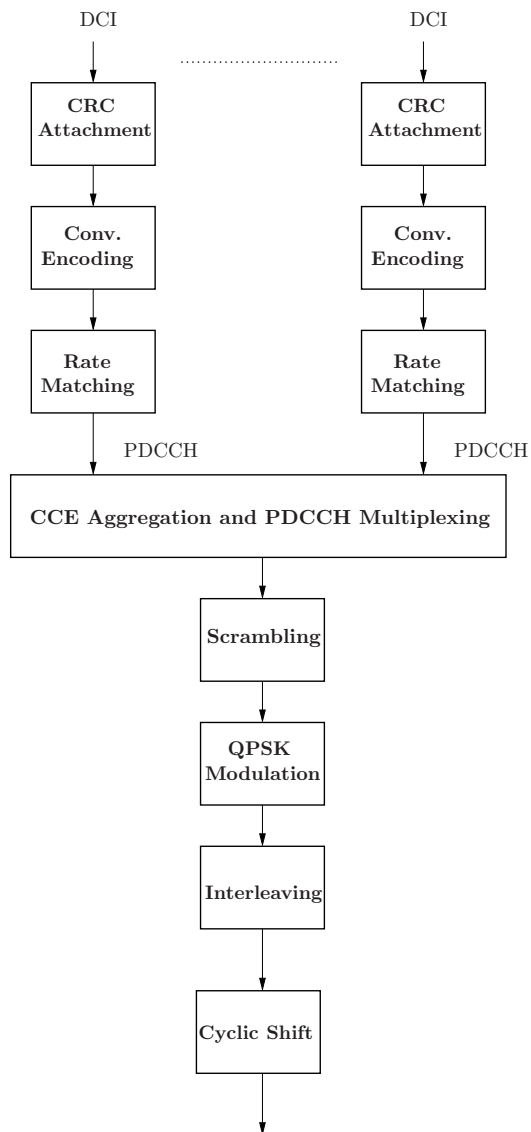 DCI
DCI
CRC
Attachment
CRC
Attachment
Conv.
Encoding
Conv.
Encoding
Rate
Matching
Rate
Matching
PDCCH
PDCCH
CCE Aggregation and PDCCH Multiplexing
Scrambling
QPSK
Modulation
Interleaving
Cyclic Shift